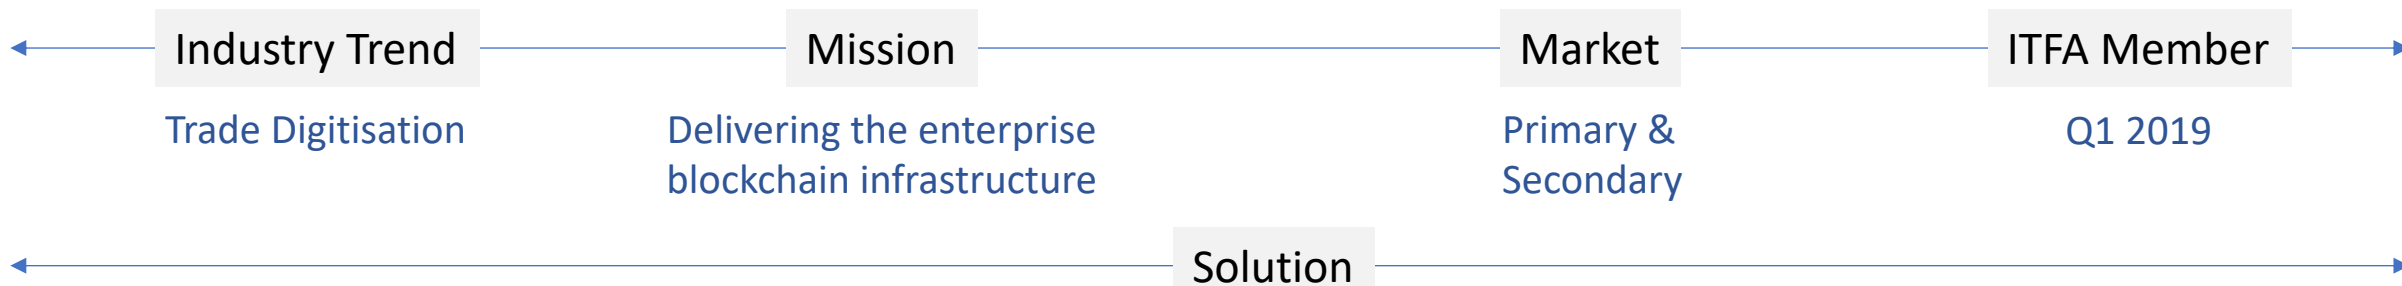 Industry Trend
Mission
Market
ITFA Member
Trade Digitisation
Delivering the enterprise
blockchain infrastructure
Primary &
Secondary
Q1 2019
Solution